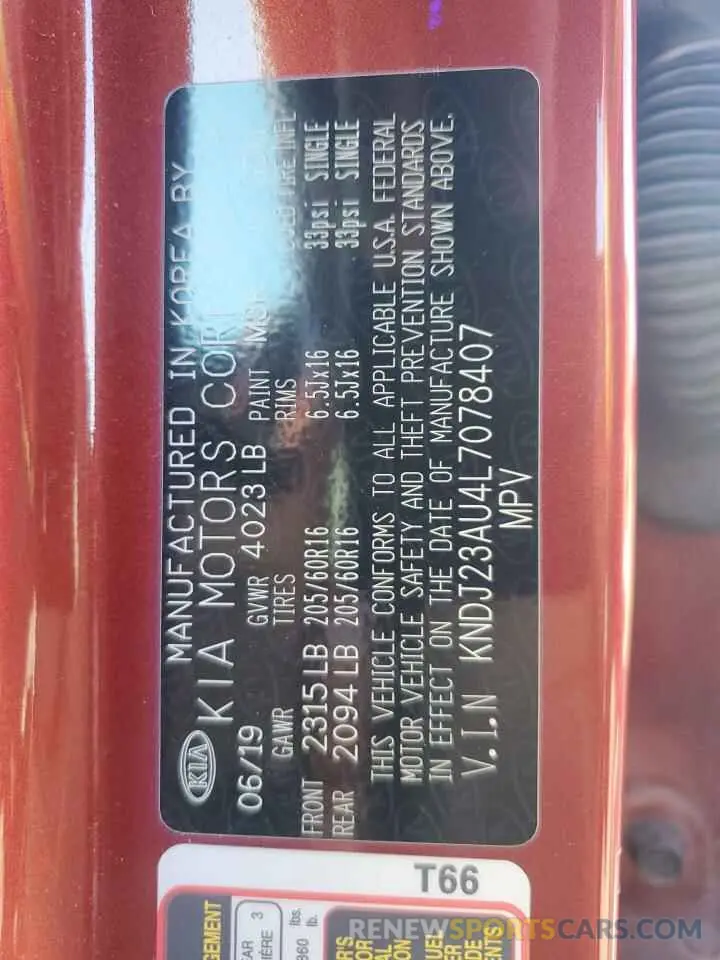 MANUFACTURED IN KOREA BY
KIA KIA MOTORS
06/19 GVWR 4023 LB PAINT
GAWR TIRES RIMS
FRONT 2315 LB 205/60R16 6.5Jx16 33psi SINGLE
REAR 2094 LB 205/60R16 6.5Jx16 33psi SINGLE
THIS VEHICLE CONFORMS TO ALL APPLICABLE U.S.A. FEDERAL
MOTOR VEHICLE SAFETY AND THEFT PREVENTION STANDARDS
IN EFFECT ON THE DATE OF MANUFACTURE SHOWN ABOVE.
V.I.N KNDJ23AU4L7078407
MPV
T66
RENEWSPORTSCARS.COM